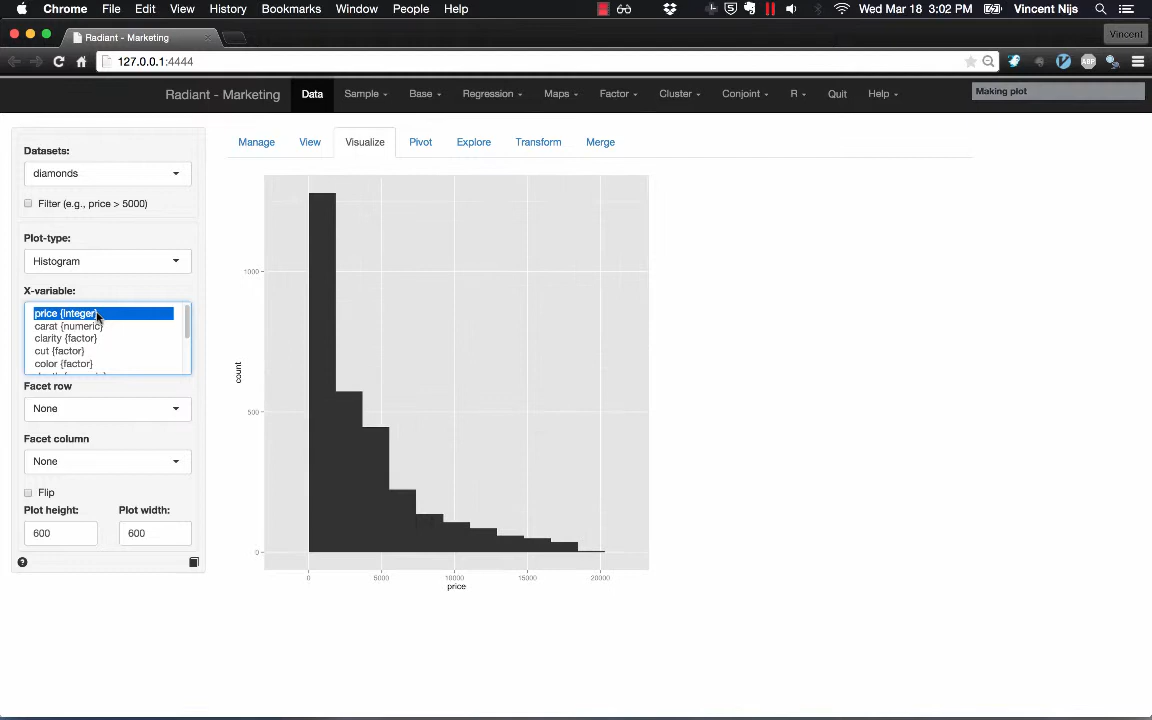 Chrome File Edit View History Bookmarks Window People Help Wed Mar 18 3:02 PM Vincent Nijs
Radiant - Marketing Vincent
127.0.0.1:4444
Radiant - Marketing Data Sample Base Regression Maps Factor Cluster Conjoint R Quit Help Making plot
Manage View Visualize Pivot Explore Transform Merge
Datasets:
diamonds
Filter (e.g., price > 5000)
Plot-type:
Histogram
X-variable:
price {integer}
carat {numeric}
clarity {factor}
cut {factor}
color {factor}
Facet row
None
Facet column
None
Flip
Plot height: Plot width:
600 600
1000
500
0
count
0 5000 10000 15000 20000
price